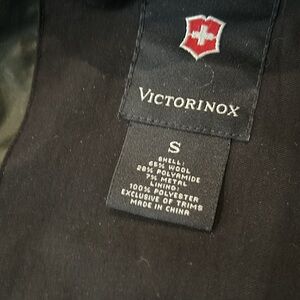 VICTORINOX
S
SHELL:
65% WOOL
28% POLYAMIDE
7% METAL
LINING:
100% POLYESTER
EXCLUSIVE OF TRIMS
MADE IN CHINA